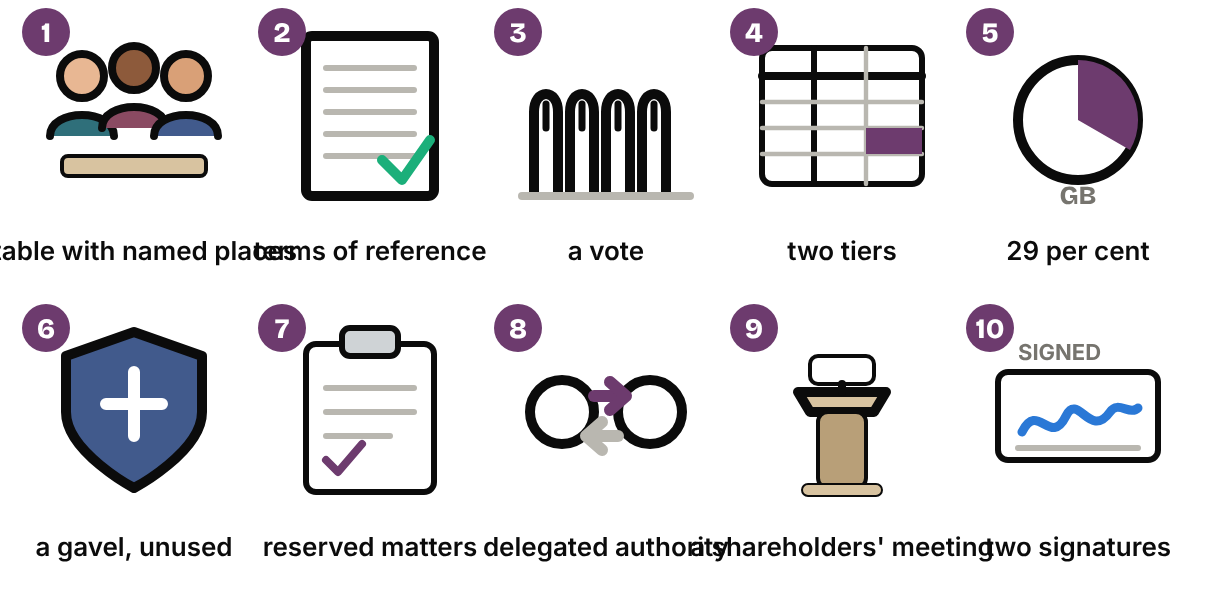 1
2
3
4
5
GB
table with named
terms of reference
a vote
two tiers
29 per cent
6
7
8
9
10
SIGNED
a gavel, unused
reserved matters
delegated authority
a shareholders' meeting
two signatures